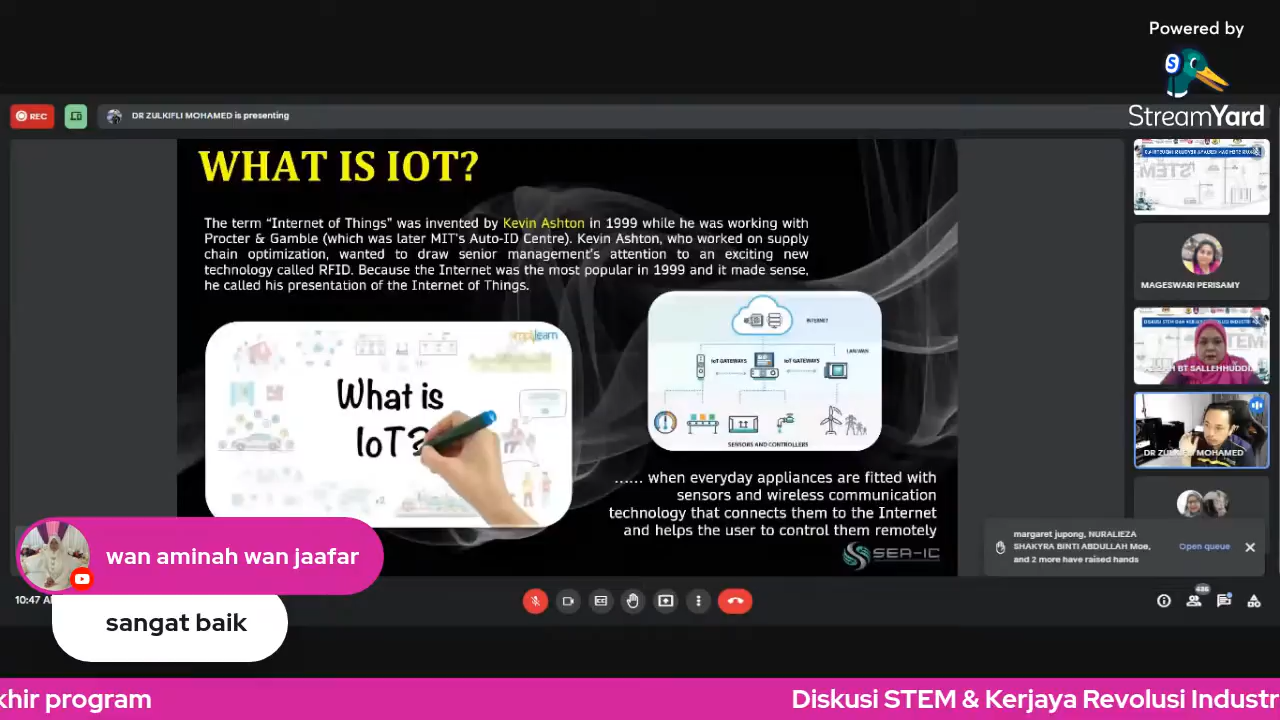 Powered by
StreamYard
REC
DR ZULKIFLI MOHAMED is presenting
WHAT IS IOT?
The term “Internet of Things” was invented by Kevin Ashton in 1999 while he was working with
Procter & Gamble (which was later MIT's Auto-ID Centre). Kevin Ashton, who worked on supply
chain optimization, wanted to draw senior management's attention to an exciting new
technology called RFID. Because the Internet was the most popular in 1999 and it made sense,
he called his presentation of the Internet of Things.
What is
IoT?
INTERNET
LAN/WAN
IoT GATEWAYS
IoT GATEWAYS
SENSORS AND CONTROLLERS
...... when everyday appliances are fitted with
sensors and wireless communication
technology that connects them to the Internet
and helps the user to control them remotely
SEA-IC
STEM
MAGESWARI PERISAMY
BT SALLEHHUDDI
DR ZULKIFLI MOHAMED
margaret jupong, NURALIEZA
SHAKYRA BINTI ABDULLAH Moe,
and 2 more have raised hands
Open queue
wan aminah wan jaafar
sangat baik
10:47 A
khir program
Diskusi STEM & Kerjaya Revolusi Industr